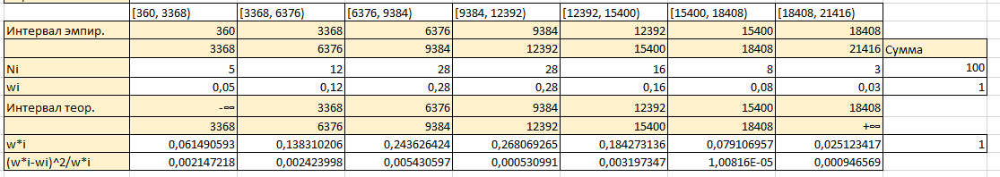 [360, 3368) [3368, 6376) [6376, 9384) [9384, 12392) [12392, 15400) [15400, 18408) [18408, 21416)
Интервал эмпир. 360 3368 6376 9384 12392 15400 18408
3368 6376 9384 12392 15400 18408 21416 Сумма
Ni 5 12 28 28 16 8 3 100
wi 0,05 0,12 0,28 0,28 0,16 0,08 0,03 1
Интервал теор. -∞ 3368 6376 9384 12392 15400 18408
3368 6376 9384 12392 15400 18408 +∞
w*i 0,061490593 0,138310206 0,243626424 0,268069265 0,184273136 0,079106957 0,025123417 1
(w*i-wi)^2/w*i 0,002147218 0,002423998 0,005430597 0,000530991 0,003197347 1,00816E-05 0,000946569